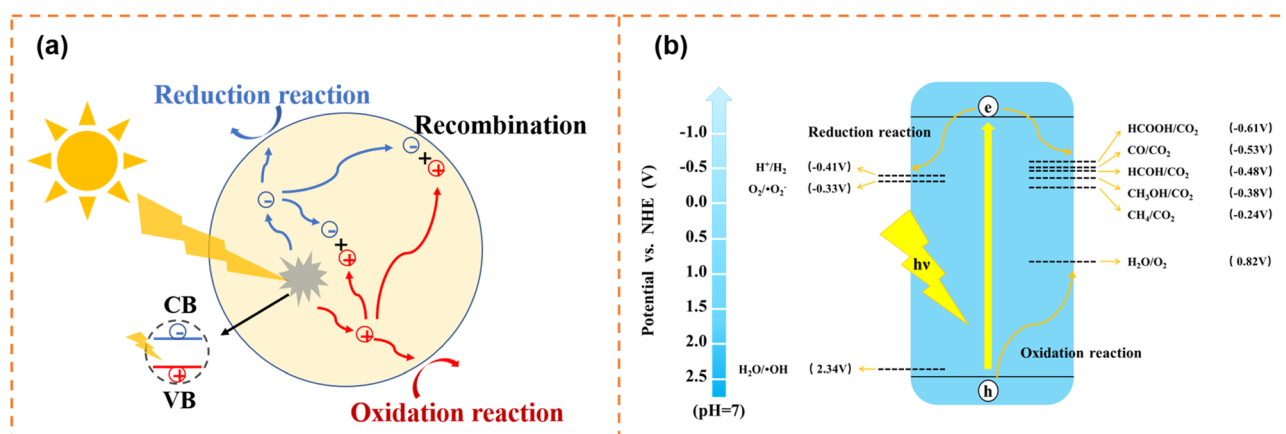 (a)
Reduction reaction
Recombination
CB
VB
Oxidation reaction
(b)
Potential vs. NHE (V)
-1.0
-0.5
0.0
0.5
1.0
1.5
2.0
2.5
(pH=7)
e
Reduction reaction
H⁺/H₂ (-0.41V)
O₂/•O₂⁻ (-0.33V)
HCOOH/CO₂ (-0.61V)
CO/CO₂ (-0.53V)
HCOH/CO₂ (-0.48V)
CH₃OH/CO₂ (-0.38V)
CH₄/CO₂ (-0.24V)
hν
H₂O/O₂ ( 0.82V)
Oxidation reaction
H₂O/•OH ( 2.34V)
h